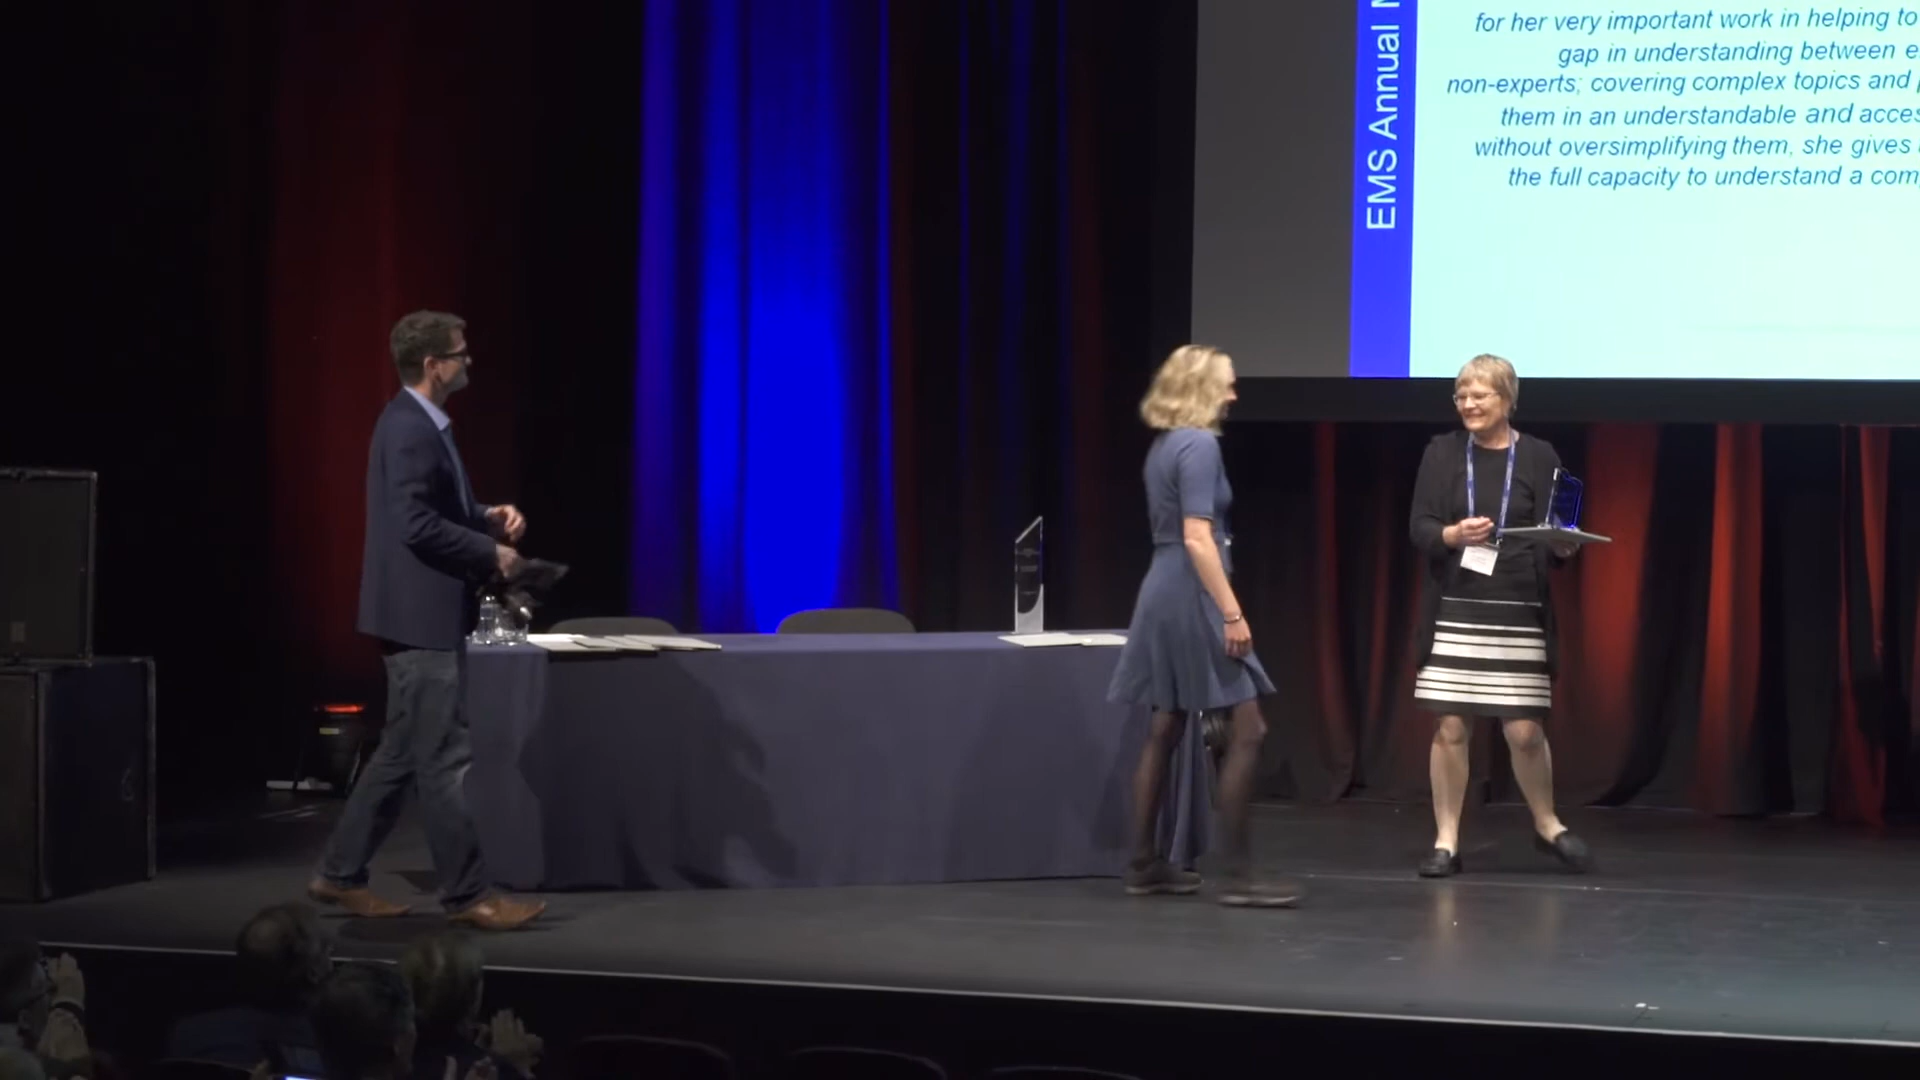 EMS Annual
for her very important work in helping to
gap in understanding between
non-experts; covering complex topics and
them in an understandable and
without oversimplifying them, she gives
the full capacity to understand a